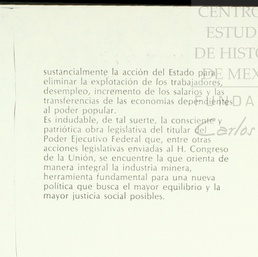 CENTRO
ESTUD
DE HISTO
DE MEX
FUNDA
Carlos
sustancialmente la acción del Estado para
eliminar la explotación de los trabajadores,
desempleo, incremento de los salarios y las
transferencias de las economías dependientes
al poder popular.
Es indudable, de tal suerte, la consciente y
patriótica obra legislativa del titular del
Poder Ejecutivo Federal que, entre otras
acciones legislativas enviadas al H. Congreso
de la Unión, se encuentre la que orienta de
manera integral la industria minera,
herramienta fundamental para una nueva
política que busca el mayor equilibrio y la
mayor justicia social posibles.